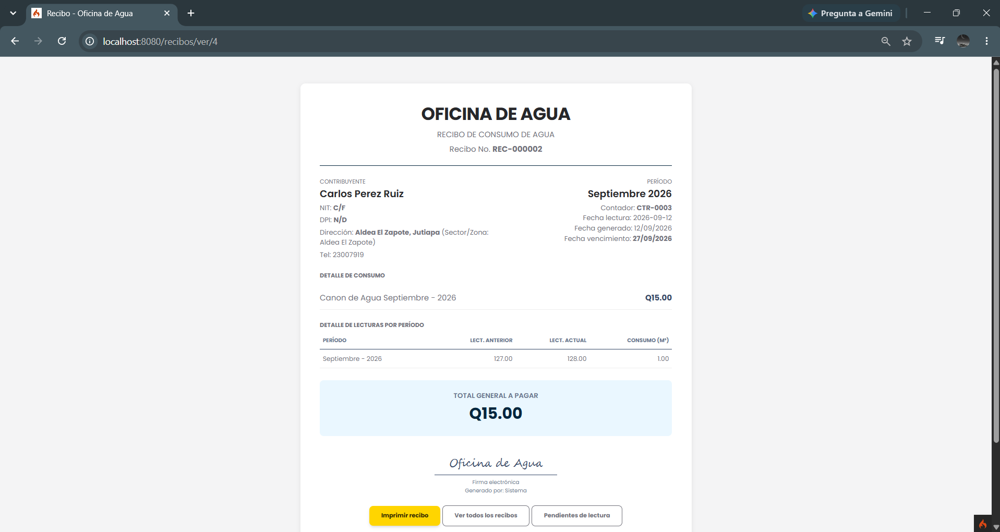 Recibo - Oficina de Agua
Pregunta a Gemini
localhost:8080/recibos/ver/4
OFICINA DE AGUA
RECIBO DE CONSUMO DE AGUA
Recibo No. REC-000002
CONTRIBUYENTE
Carlos Perez Ruiz
NIT: C/F
DPI: N/D
Dirección: Aldea El Zapote, Jutiapa (Sector/Zona:
Aldea El Zapote)
Tel: 23007919
PERÍODO
Septiembre 2026
Contador: CTR-0003
Fecha lectura: 2026-09-12
Fecha generado: 12/09/2026
Fecha vencimiento: 27/09/2026
DETALLE DE CONSUMO
Canon de Agua Septiembre - 2026 Q15.00
DETALLE DE LECTURAS POR PERÍODO
PERÍODO LECT. ANTERIOR LECT. ACTUAL CONSUMO (M³)
Septiembre - 2026 127.00 128.00 1.00
TOTAL GENERAL A PAGAR
Q15.00
Oficina de Agua
Firma electrónica
Generado por: Sistema
Imprimir recibo Ver todos los recibos Pendientes de lectura